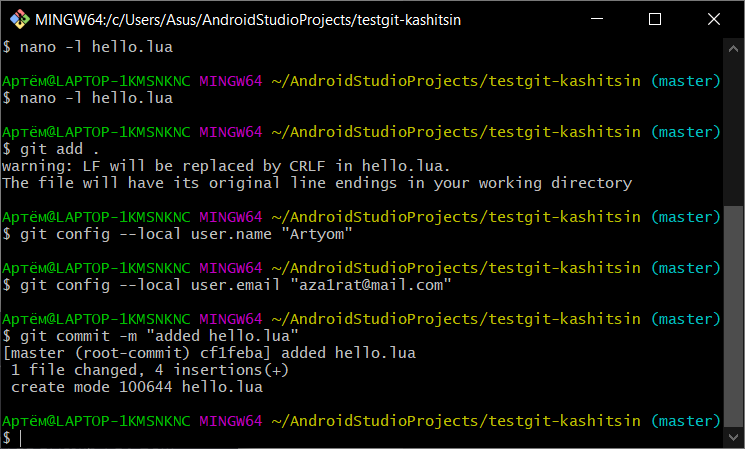 MINGW64:/c/Users/Asus/AndroidStudioProjects/testgit-kashitsin
$ nano -l hello.lua
Артём@LAPTOP-1KMSNKNC MINGW64 ~/AndroidStudioProjects/testgit-kashitsin (master)
$ nano -l hello.lua
Артём@LAPTOP-1KMSNKNC MINGW64 ~/AndroidStudioProjects/testgit-kashitsin (master)
$ git add .
warning: LF will be replaced by CRLF in hello.lua.
The file will have its original line endings in your working directory
Артём@LAPTOP-1KMSNKNC MINGW64 ~/AndroidStudioProjects/testgit-kashitsin (master)
$ git config --local user.name "Artyom"
Артём@LAPTOP-1KMSNKNC MINGW64 ~/AndroidStudioProjects/testgit-kashitsin (master)
$ git config --local user.email "aza1rat@mail.com"
Артём@LAPTOP-1KMSNKNC MINGW64 ~/AndroidStudioProjects/testgit-kashitsin (master)
$ git commit -m "added hello.lua"
[master (root-commit) cf1feba] added hello.lua
 1 file changed, 4 insertions(+)
 create mode 100644 hello.lua
Артём@LAPTOP-1KMSNKNC MINGW64 ~/AndroidStudioProjects/testgit-kashitsin (master)
$